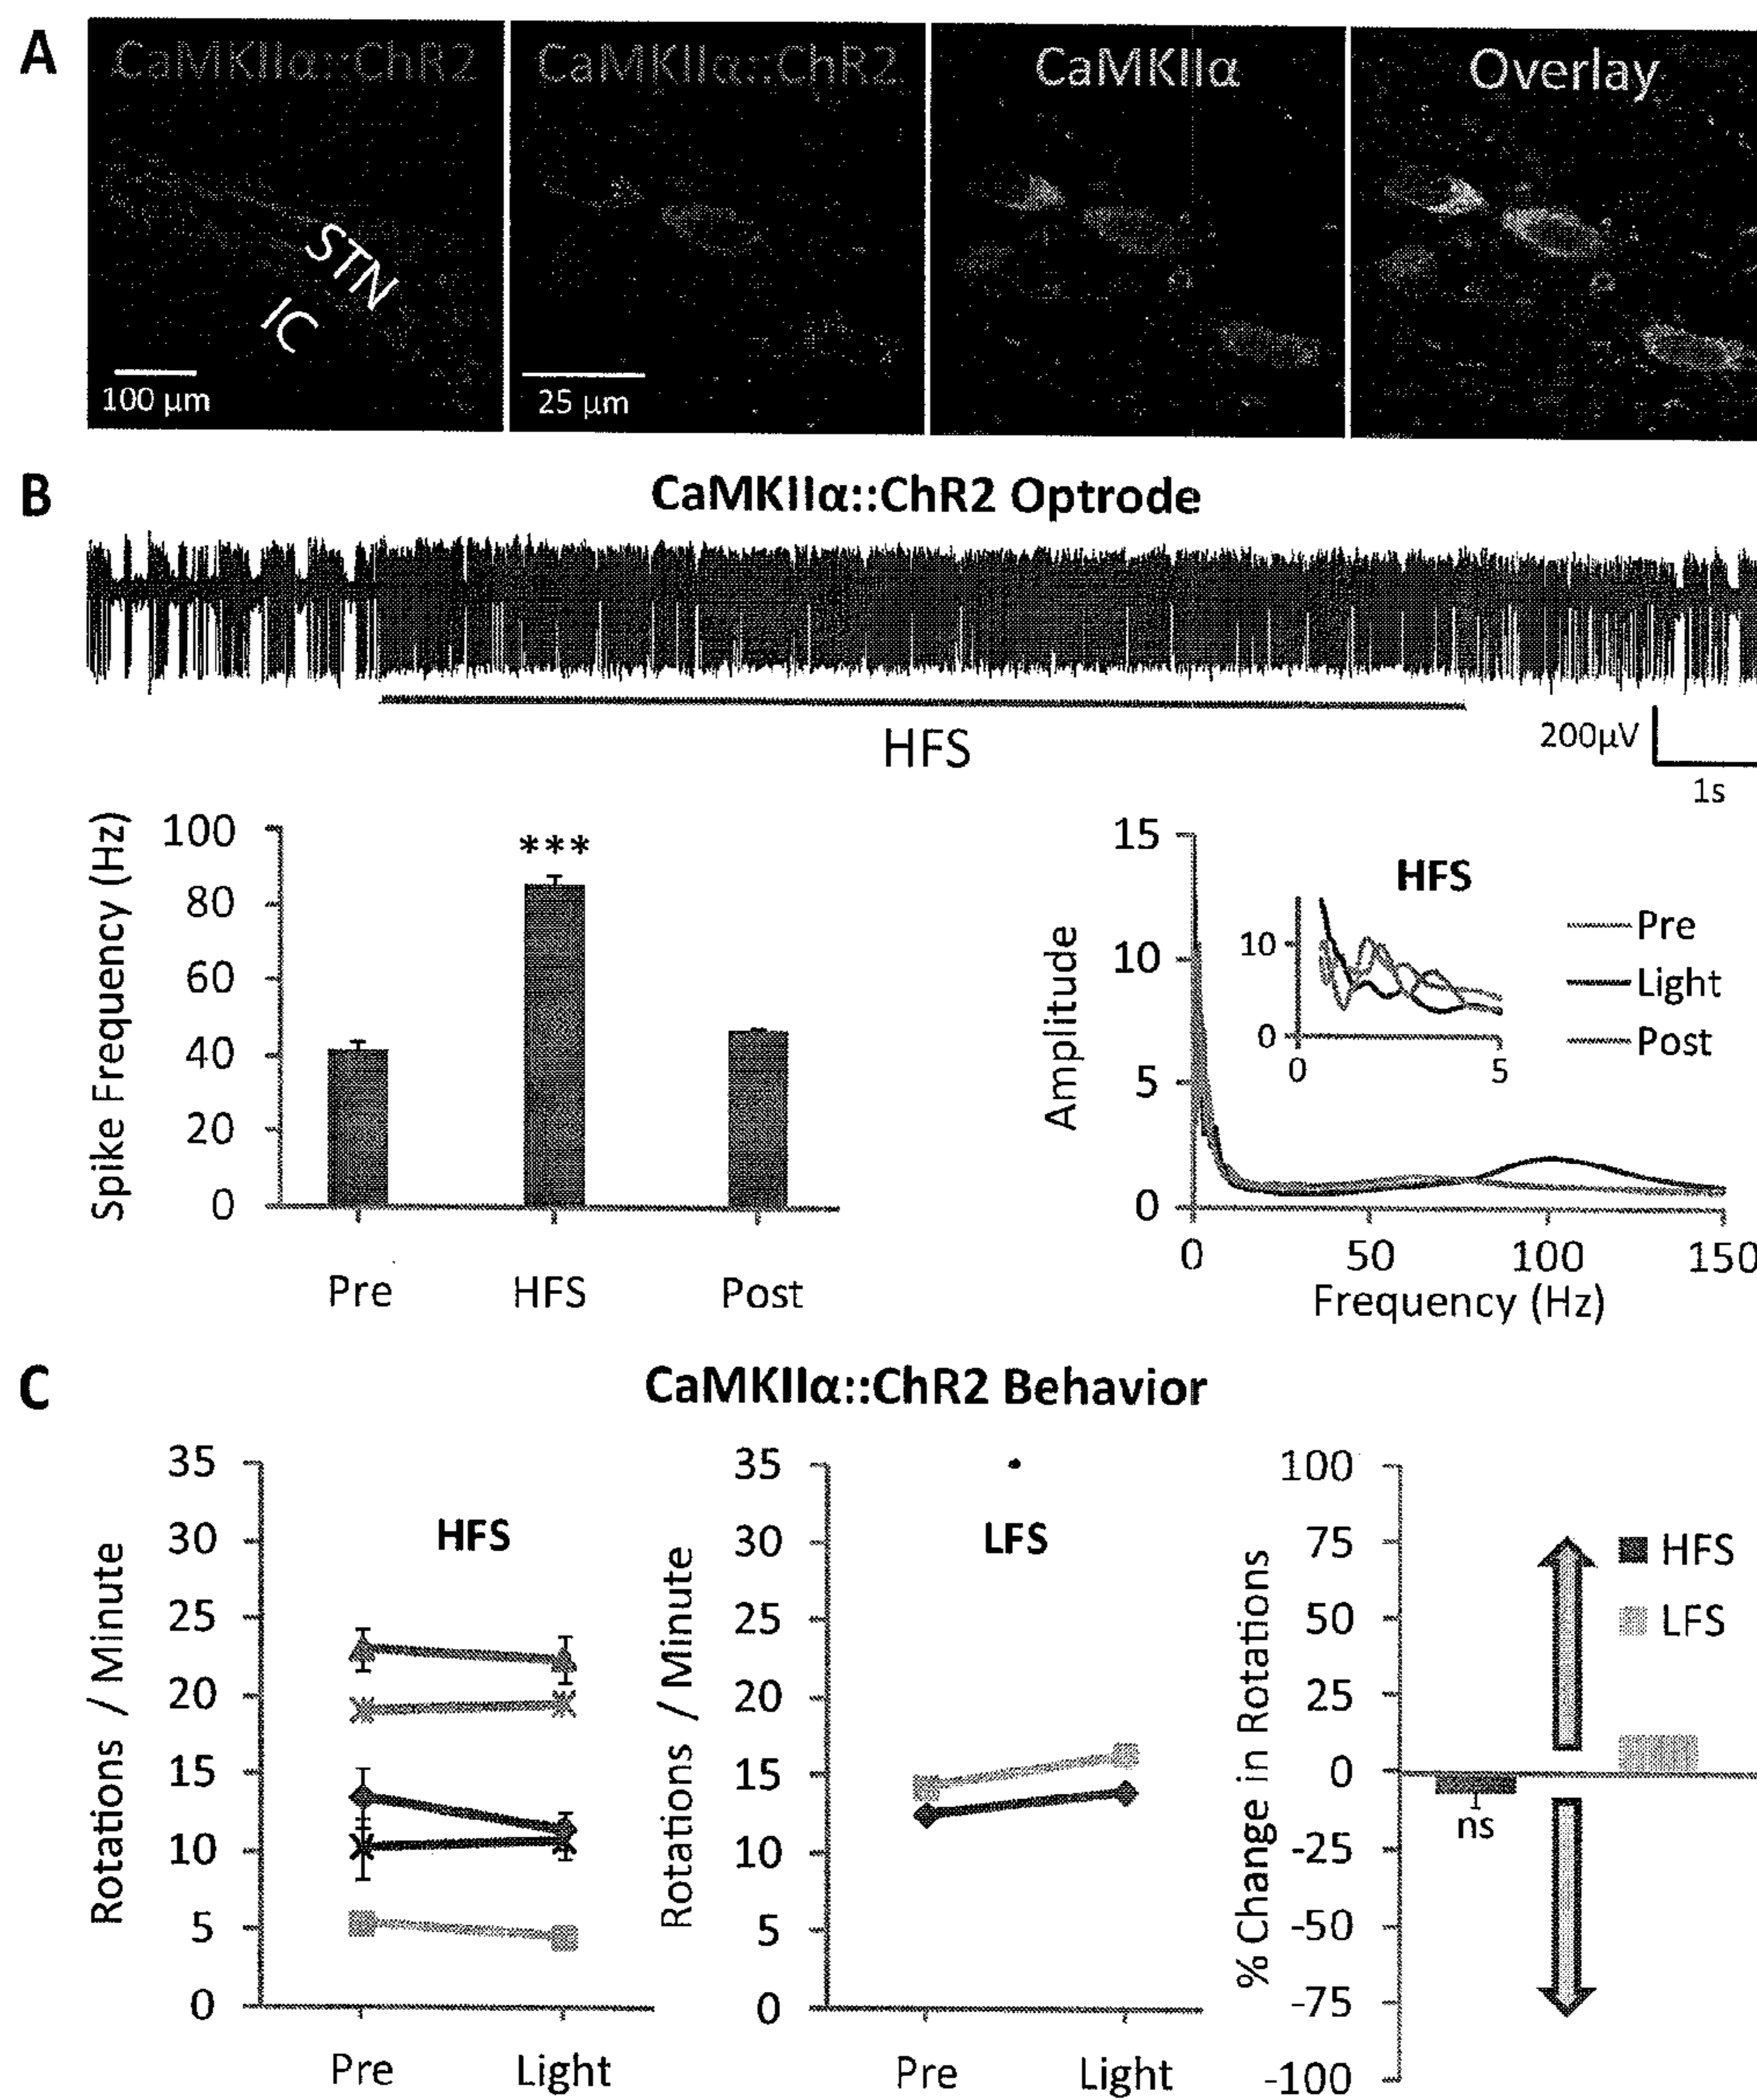 A
CaMKIIα::ChR2
CaMKIIα::ChR2
CaMKIIα
Overlay
STN
IC
100 µm
25 µm
B
CaMKIIα::ChR2 Optrode
HFS
200µV
1s
Spike Frequency (Hz)
100
80
60
40
20
0
***
Pre
HFS
Post
Amplitude
15
10
5
0
HFS
10
0
0
5
Pre
Light
Post
0
50
100
150
Frequency (Hz)
C
CaMKIIα::ChR2 Behavior
Rotations / Minute
35
30
25
20
15
10
5
0
HFS
Pre
Light
Rotations / Minute
35
30
25
20
15
10
5
0
LFS
Pre
Light
% Change in Rotations
100
75
50
25
0
-25
-50
-75
-100
HFS
LFS
ns